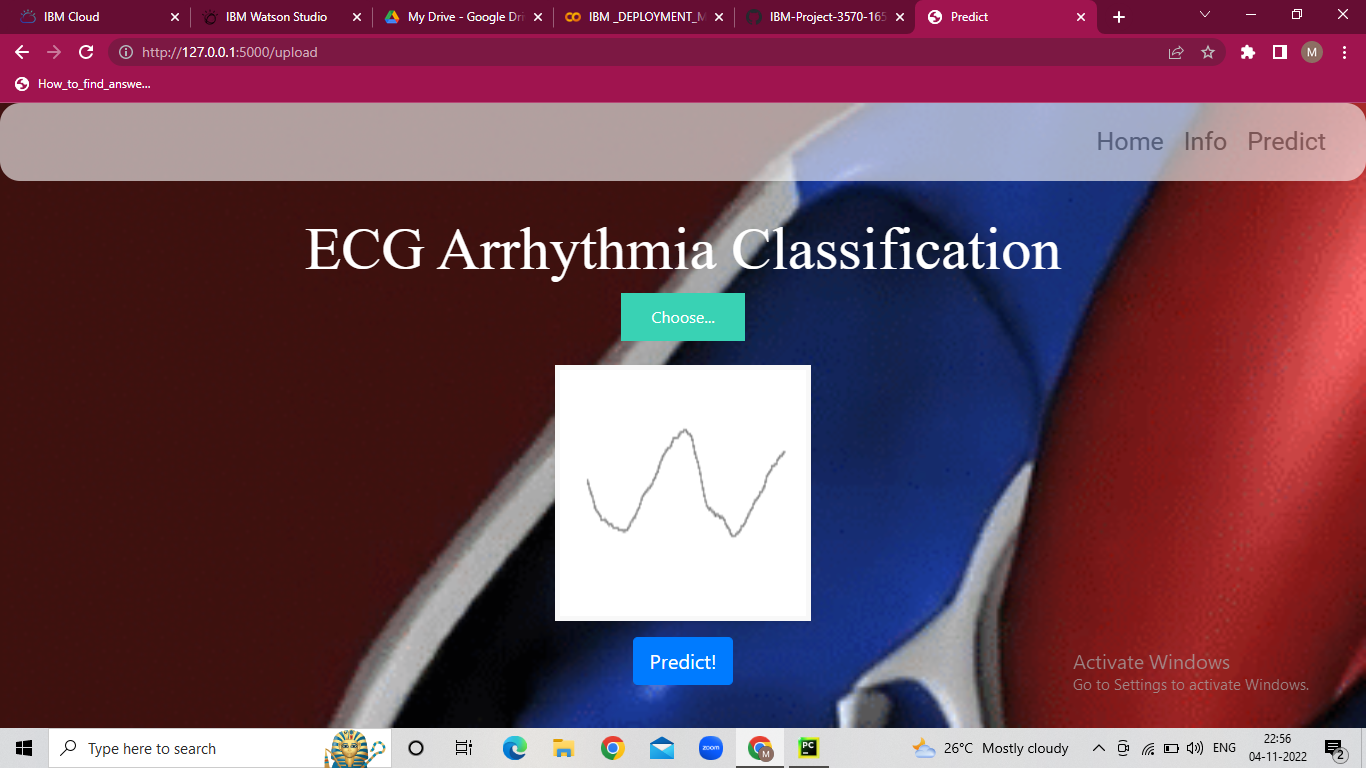 IBM Cloud
IBM Watson Studio
My Drive - Google Dri
IBM _DEPLOYMENT_M
IBM-Project-3570-165
Predict
http://127.0.0.1:5000/upload
M
How_to_find_answe...
Home Info Predict
ECG Arrhythmia Classification
Choose...
Predict!
Activate Windows
Go to Settings to activate Windows.
Type here to search
zoom
M
PC
26°C Mostly cloudy
ENG
22:56
04-11-2022
2